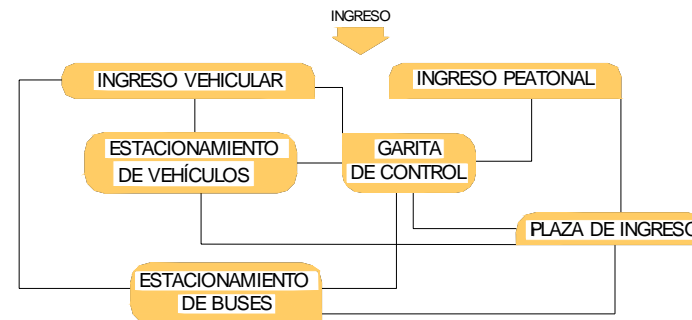 INGRESO
INGRESO VEHICULAR
INGRESO PEATONAL
ESTACIONAMIENTO
DE VEHÍCULOS
GARITA
DE CONTROL
PLAZA DE INGRESO
ESTACIONAMIENTO
DE BUSES